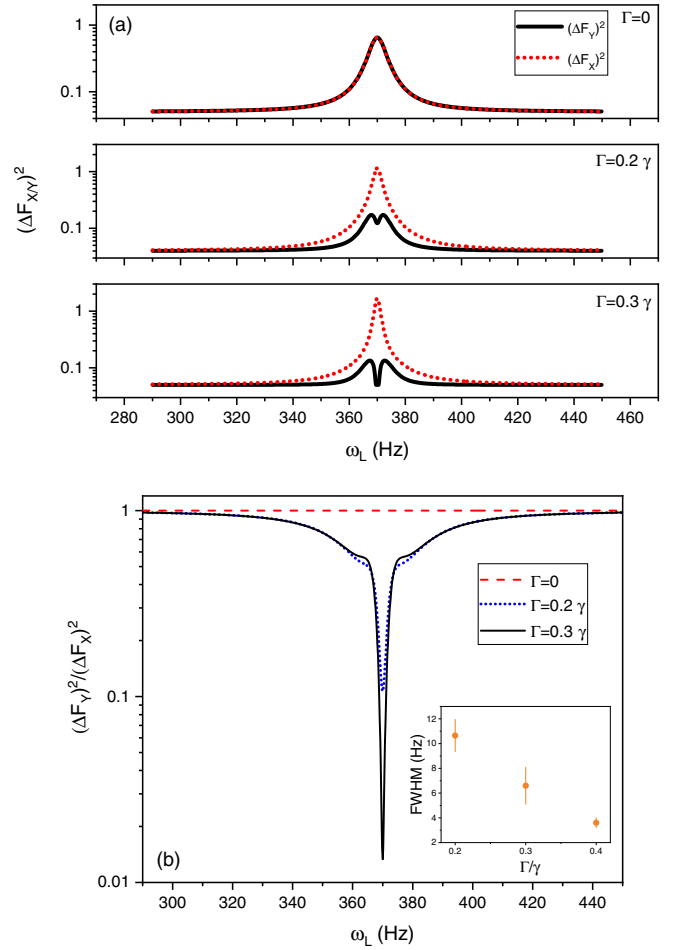 (a)
Γ=0
(ΔF_Y)²
(ΔF_X)²
1
0.1
Γ=0.2 γ
1
0.1
(ΔF_X/Y)²
Γ=0.3 γ
1
0.1
280 300 320 340 360 380 400 420 440 460
ω_L (Hz)
1
0.1
0.01
(ΔF_Y)²/(ΔF_X)²
Γ=0
Γ=0.2 γ
Γ=0.3 γ
12
10
8
6
4
2
FWHM (Hz)
0.2 0.3 0.4
Γ/γ
(b)
300 320 340 360 380 400 420 440
ω_L (Hz)